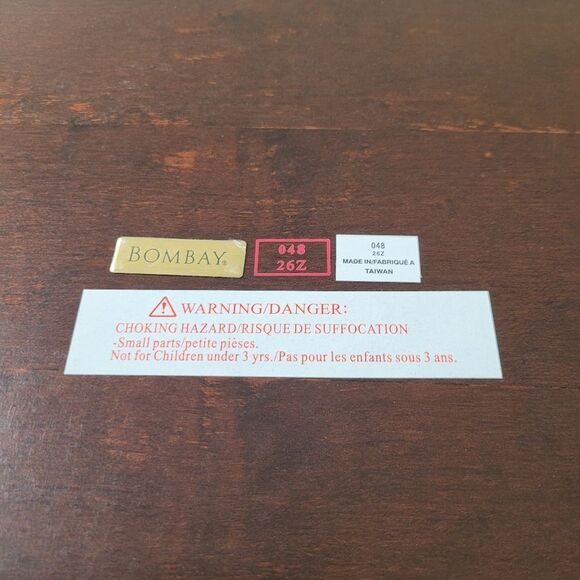 BOMBAY®
048
26Z
048
26Z
MADE IN/FABRIQUÉ A
TAIWAN
WARNING/DANGER:
CHOKING HAZARD/RISQUE DE SUFFOCATION
-Small parts/petite pièses.
Not for Children under 3 yrs./Pas pour les enfants sous 3 ans.